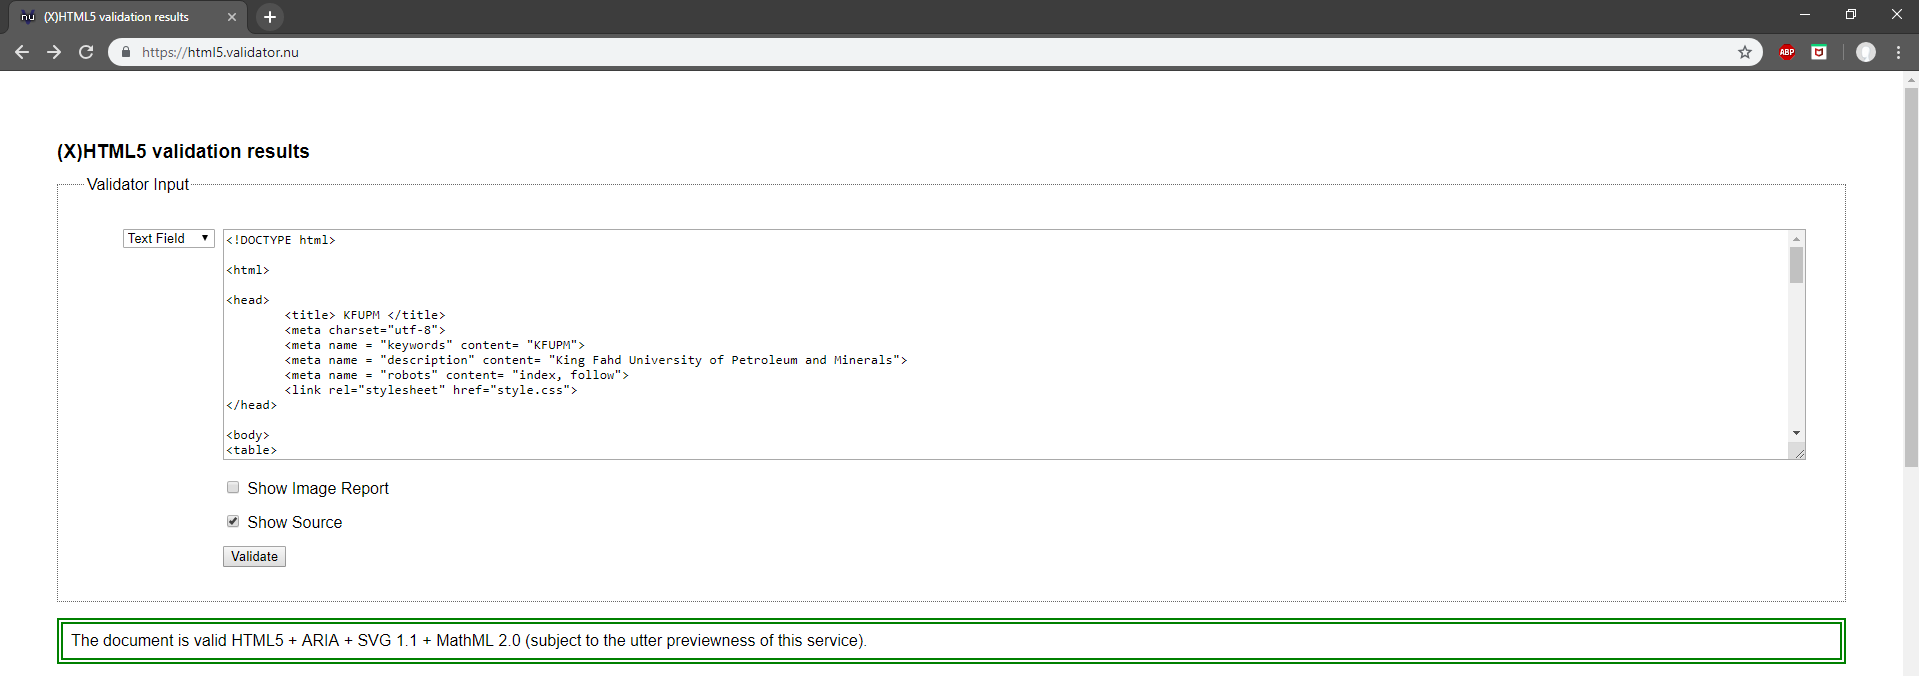 nu (X)HTML5 validation results
https://html5.validator.nu
ABP
(X)HTML5 validation results
Validator Input
Text Field
<!DOCTYPE html>
<html>
<head>
<title> KFUPM </title>
<meta charset="utf-8">
<meta name = "keywords" content= "KFUPM">
<meta name = "description" content= "King Fahd University of Petroleum and Minerals">
<meta name = "robots" content= "index, follow">
<link rel="stylesheet" href="style.css">
</head>
<body>
<table>
Show Image Report
Show Source
Validate
The document is valid HTML5 + ARIA + SVG 1.1 + MathML 2.0 (subject to the utter previewness of this service).